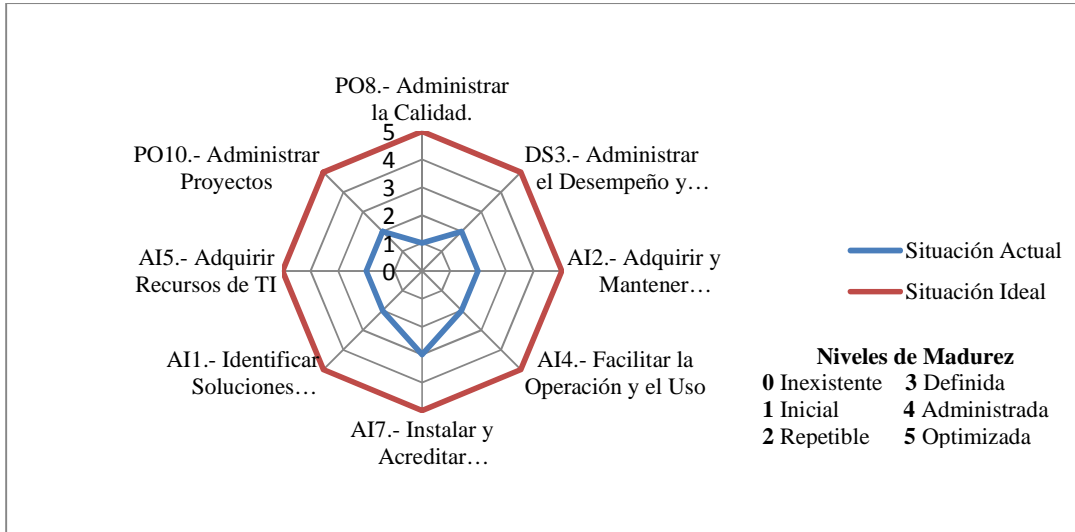 PO8.- Administrar
la Calidad.
DS3.- Administrar
el Desempeño y…
AI2.- Adquirir y
Mantener…
AI4.- Facilitar la
Operación y el Uso
AI7.- Instalar y
Acreditar…
AI1.- Identificar
Soluciones…
AI5.- Adquirir
Recursos de TI
PO10.- Administrar
Proyectos
5
4
3
2
1
0
Situación Actual
Situación Ideal
Niveles de Madurez
0 Inexistente 3 Definida
1 Inicial 4 Administrada
2 Repetible 5 Optimizada